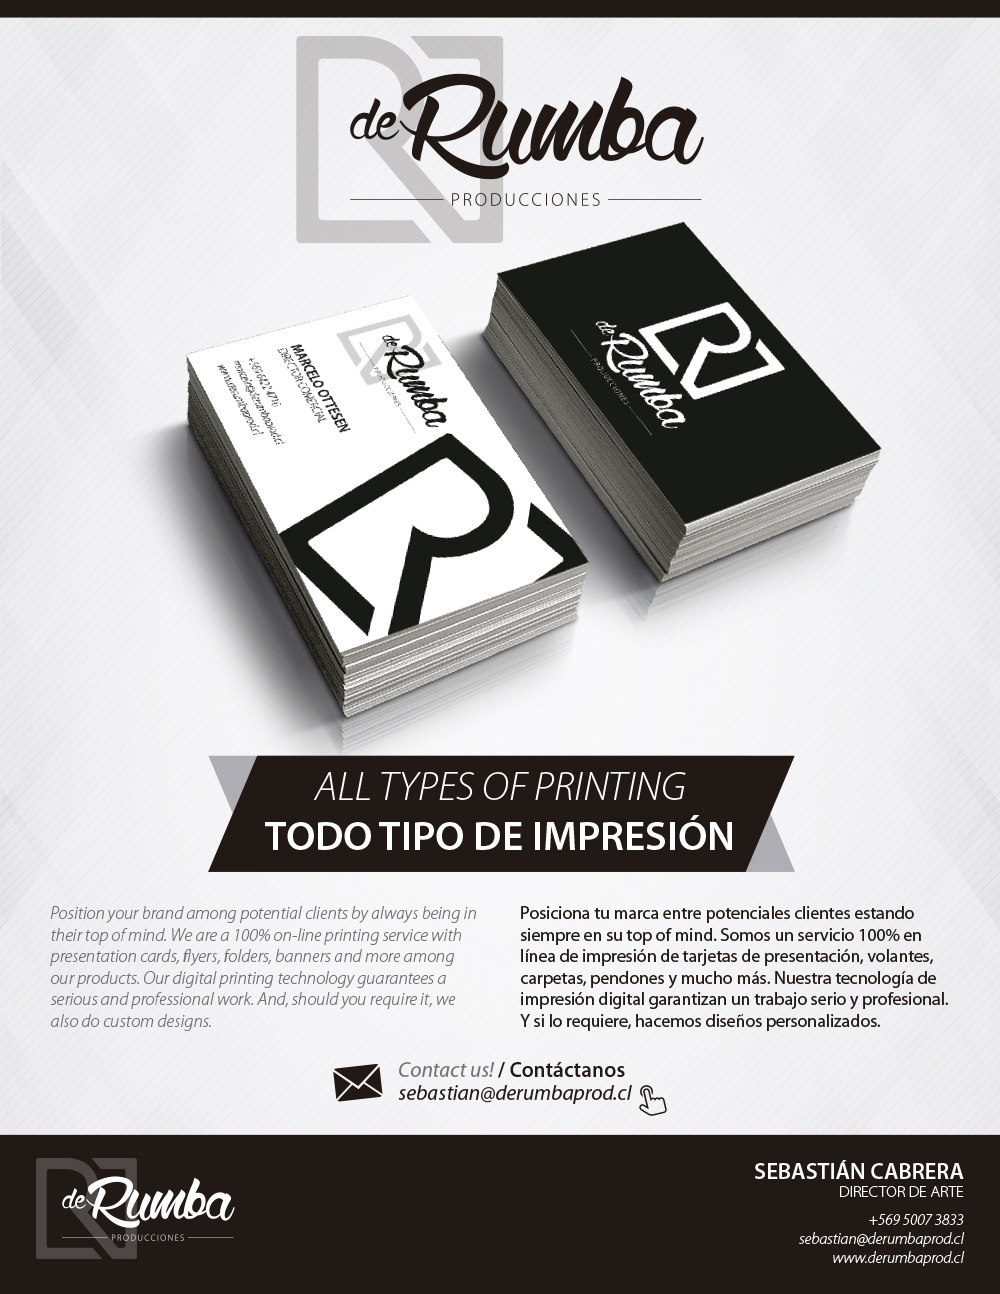 de Rumba
PRODUCCIONES
de Rumba
PRODUCCIONES
MARCELO OTTESEN
DIRECTOR COMERCIAL
www.derumbaprod.cl
de Rumba
PRODUCCIONES
ALL TYPES OF PRINTING
TODO TIPO DE IMPRESIÓN
Position your brand among potential clients by always being in
their top of mind. We are a 100% on-line printing service with
presentation cards, flyers, folders, banners and more among
our products. Our digital printing technology guarantees a
serious and professional work. And, should you require it, we
also do custom designs.
Posiciona tu marca entre potenciales clientes estando
siempre en su top of mind. Somos un servicio 100% en
línea de impresión de tarjetas de presentación, volantes,
carpetas, pendones y mucho más. Nuestra tecnología de
impresión digital garantizan un trabajo serio y profesional.
Y si lo requiere, hacemos diseños personalizados.
Contact us! / Contáctanos
sebastian@derumbaprod.cl
de Rumba
PRODUCCIONES
SEBASTIÁN CABRERA
DIRECTOR DE ARTE
+569 5007 3833
sebastian@derumbaprod.cl
www.derumbaprod.cl